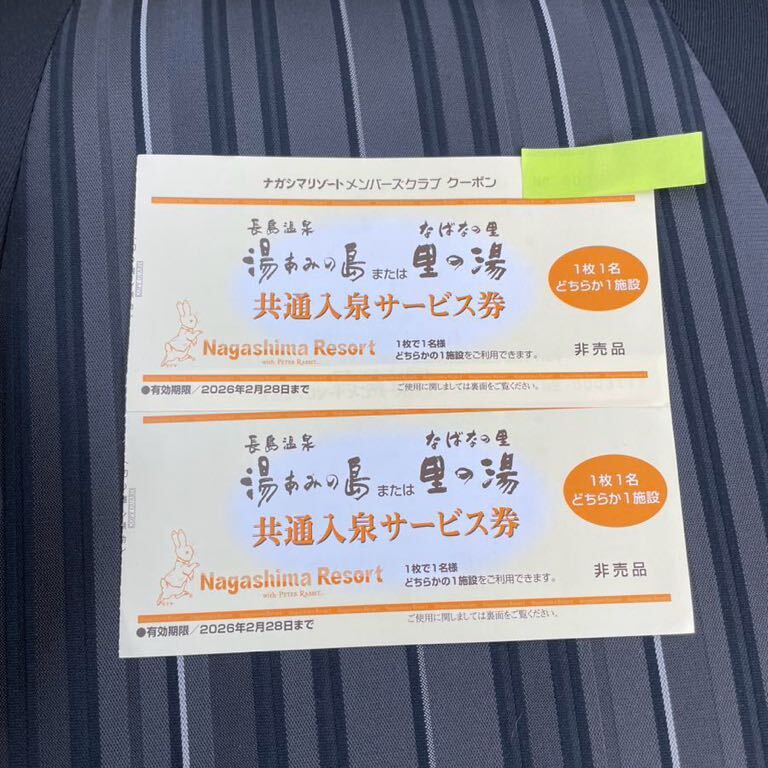 ナガシマリゾートメンバーズクラブ クーポン
長島温泉 なばなの里
湯あみの島 または 里の湯
共通入泉サービス券
1枚1名
どちらか1施設
Nagashima Resort
with PETER RABBIT
1枚で1名様
どちらかの1施設をご利用できます。
非売品
●有効期限／2026年2月28日まで
ご使用に関しましては裏面をご覧ください。
長島温泉 なばなの里
湯あみの島 または 里の湯
共通入泉サービス券
1枚1名
どちらか1施設
Nagashima Resort
with PETER RABBIT
1枚で1名様
どちらかの1施設をご利用できます。
非売品
●有効期限／2026年2月28日まで
ご使用に関しましては裏面をご覧ください。